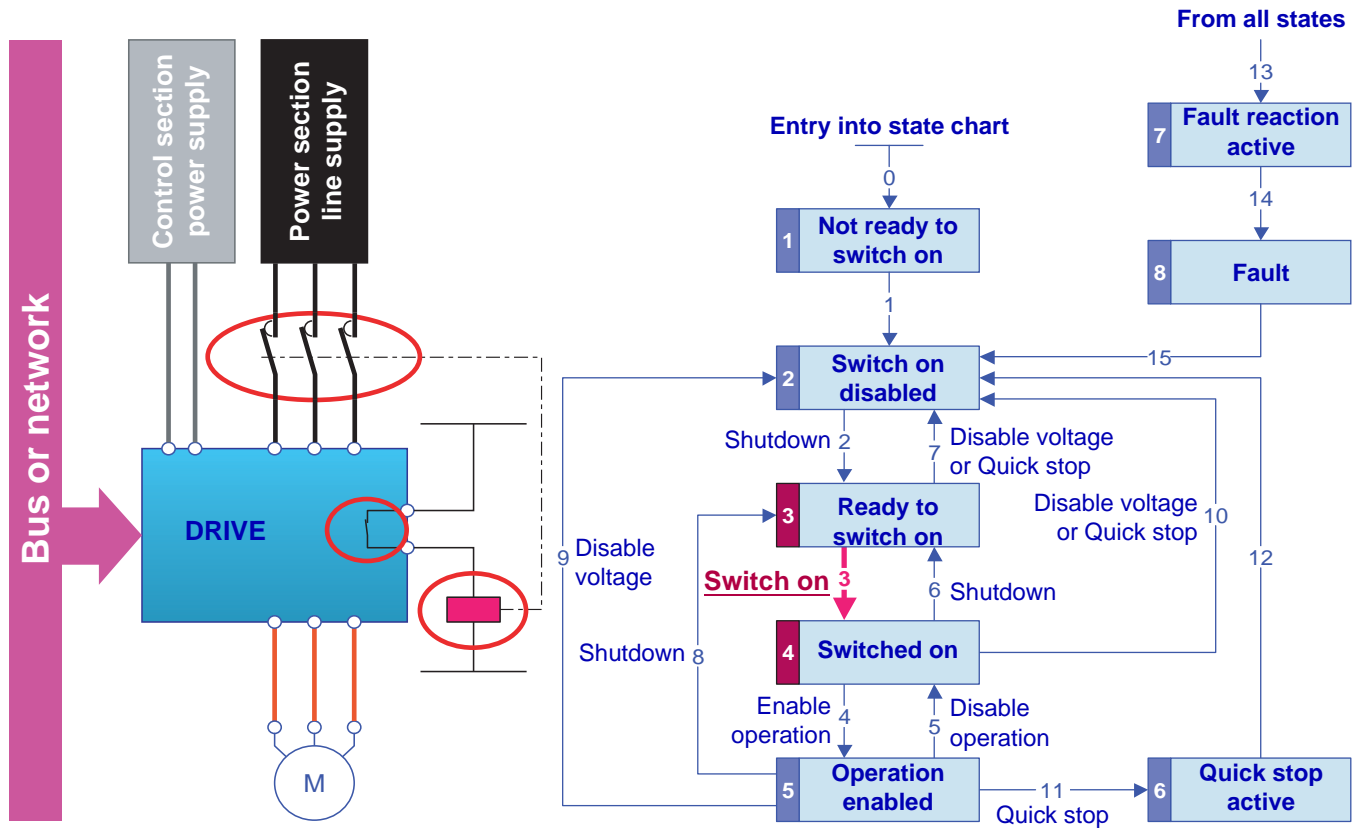 Bus or network
Control section
power supply
Power section
line supply
DRIVE
M
From all states
13
7
Fault reaction
active
14
8
Fault
15
Entry into state chart
0
1
Not ready to
switch on
1
2
Switch on
disabled
Shutdown 2
7 Disable voltage
or Quick stop
3
Ready to
switch on
Disable voltage
or Quick stop
10
12
9 Disable
voltage
Switch on 3
6 Shutdown
4
Switched on
Shutdown 8
Enable
operation
4
5
Disable
operation
5
Operation
enabled
11
Quick stop
6
Quick stop
active